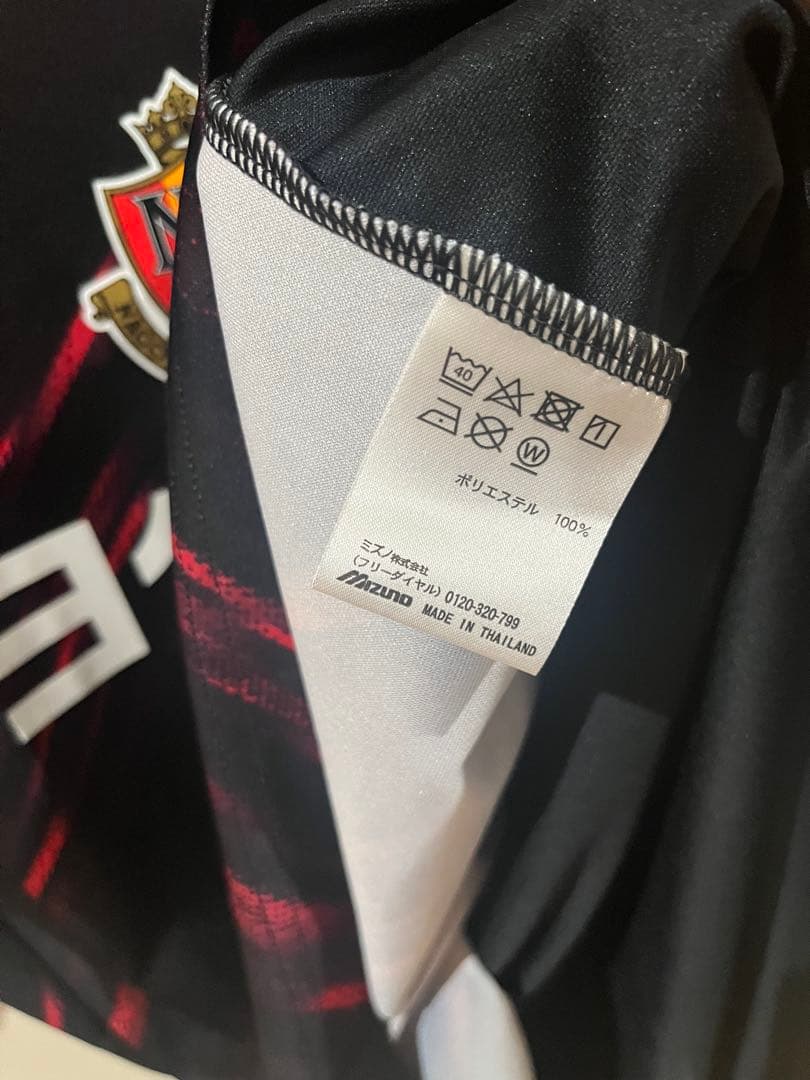 N
40
W
ポリエステル 100%
ミズノ株式会社
(フリーダイヤル) 0120-320-799
MIZUNO MADE IN THAILAND